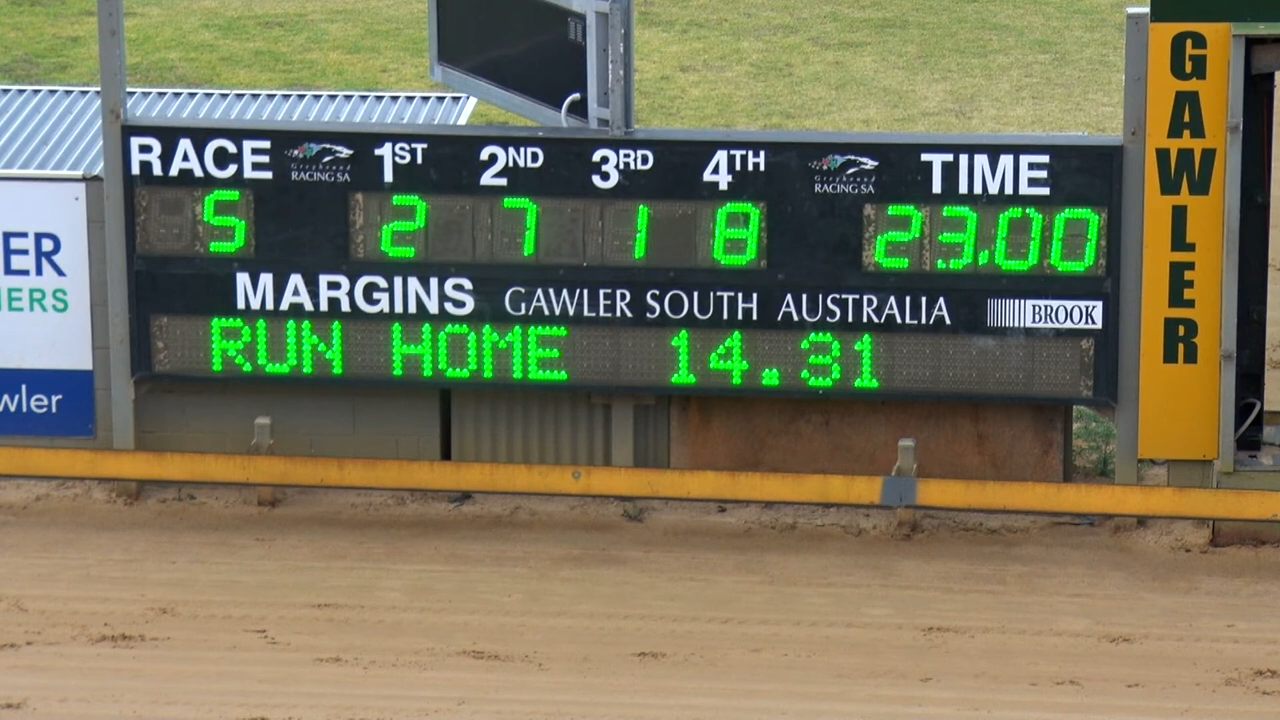 RACE 1ST 2ND 3RD 4TH TIME
Greyhound RACING SA
Greyhound RACING SA
5 2 7 1 8 23.00
MARGINS GAWLER SOUTH AUSTRALIA BROOK
RUN HOME 14.31
GAWLER
ER
ERS
wler